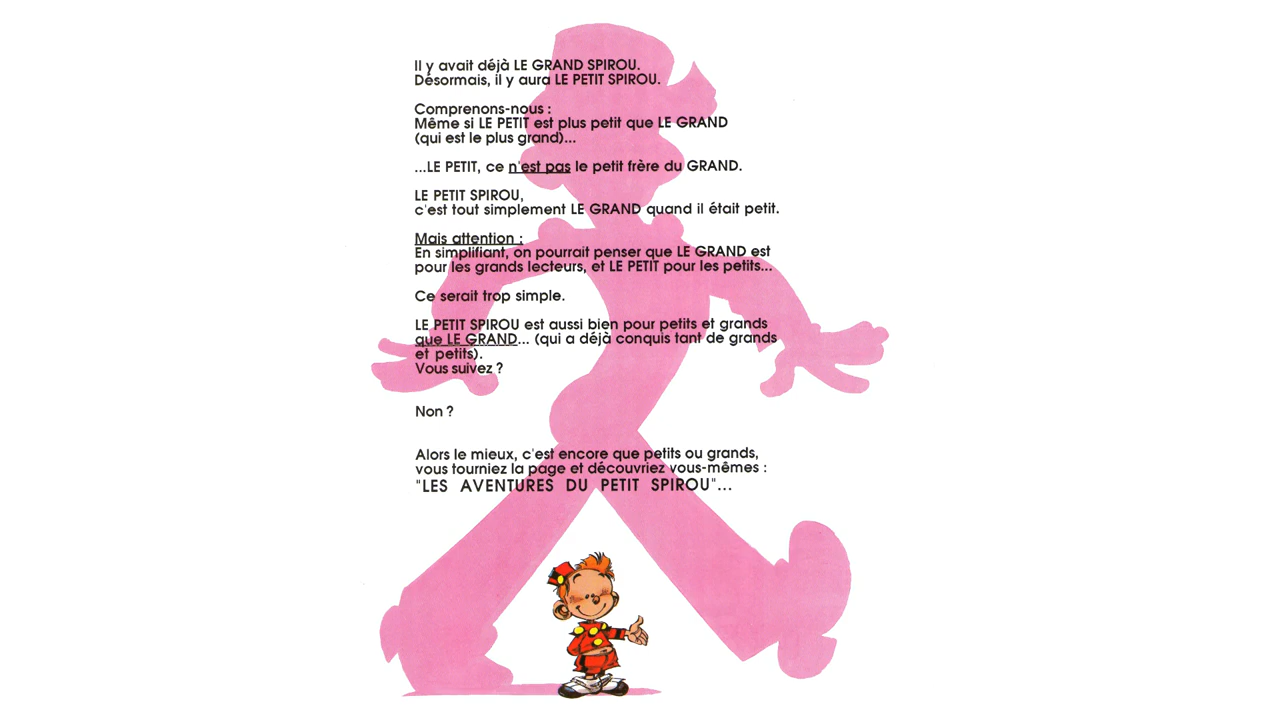 Il y avait déjà LE GRAND SPIROU.
Désormais, il y aura LE PETIT SPIROU.
Comprenons-nous :
Même si LE PETIT est plus petit que LE GRAND
(qui est le plus grand)...
...LE PETIT, ce n'est pas le petit frère du GRAND.
LE PETIT SPIROU,
c'est tout simplement LE GRAND quand il était petit.
Mais attention :
En simplifiant, on pourrait penser que LE GRAND est
pour les grands lecteurs, et LE PETIT pour les petits...
Ce serait trop simple.
LE PETIT SPIROU est aussi bien pour petits et grands
que LE GRAND... (qui a déjà conquis tant de grands
et petits).
Vous suivez ?
Non ?
Alors le mieux, c'est encore que petits ou grands,
vous tourniez la page et découvriez vous-mêmes :
"LES AVENTURES DU PETIT SPIROU"...